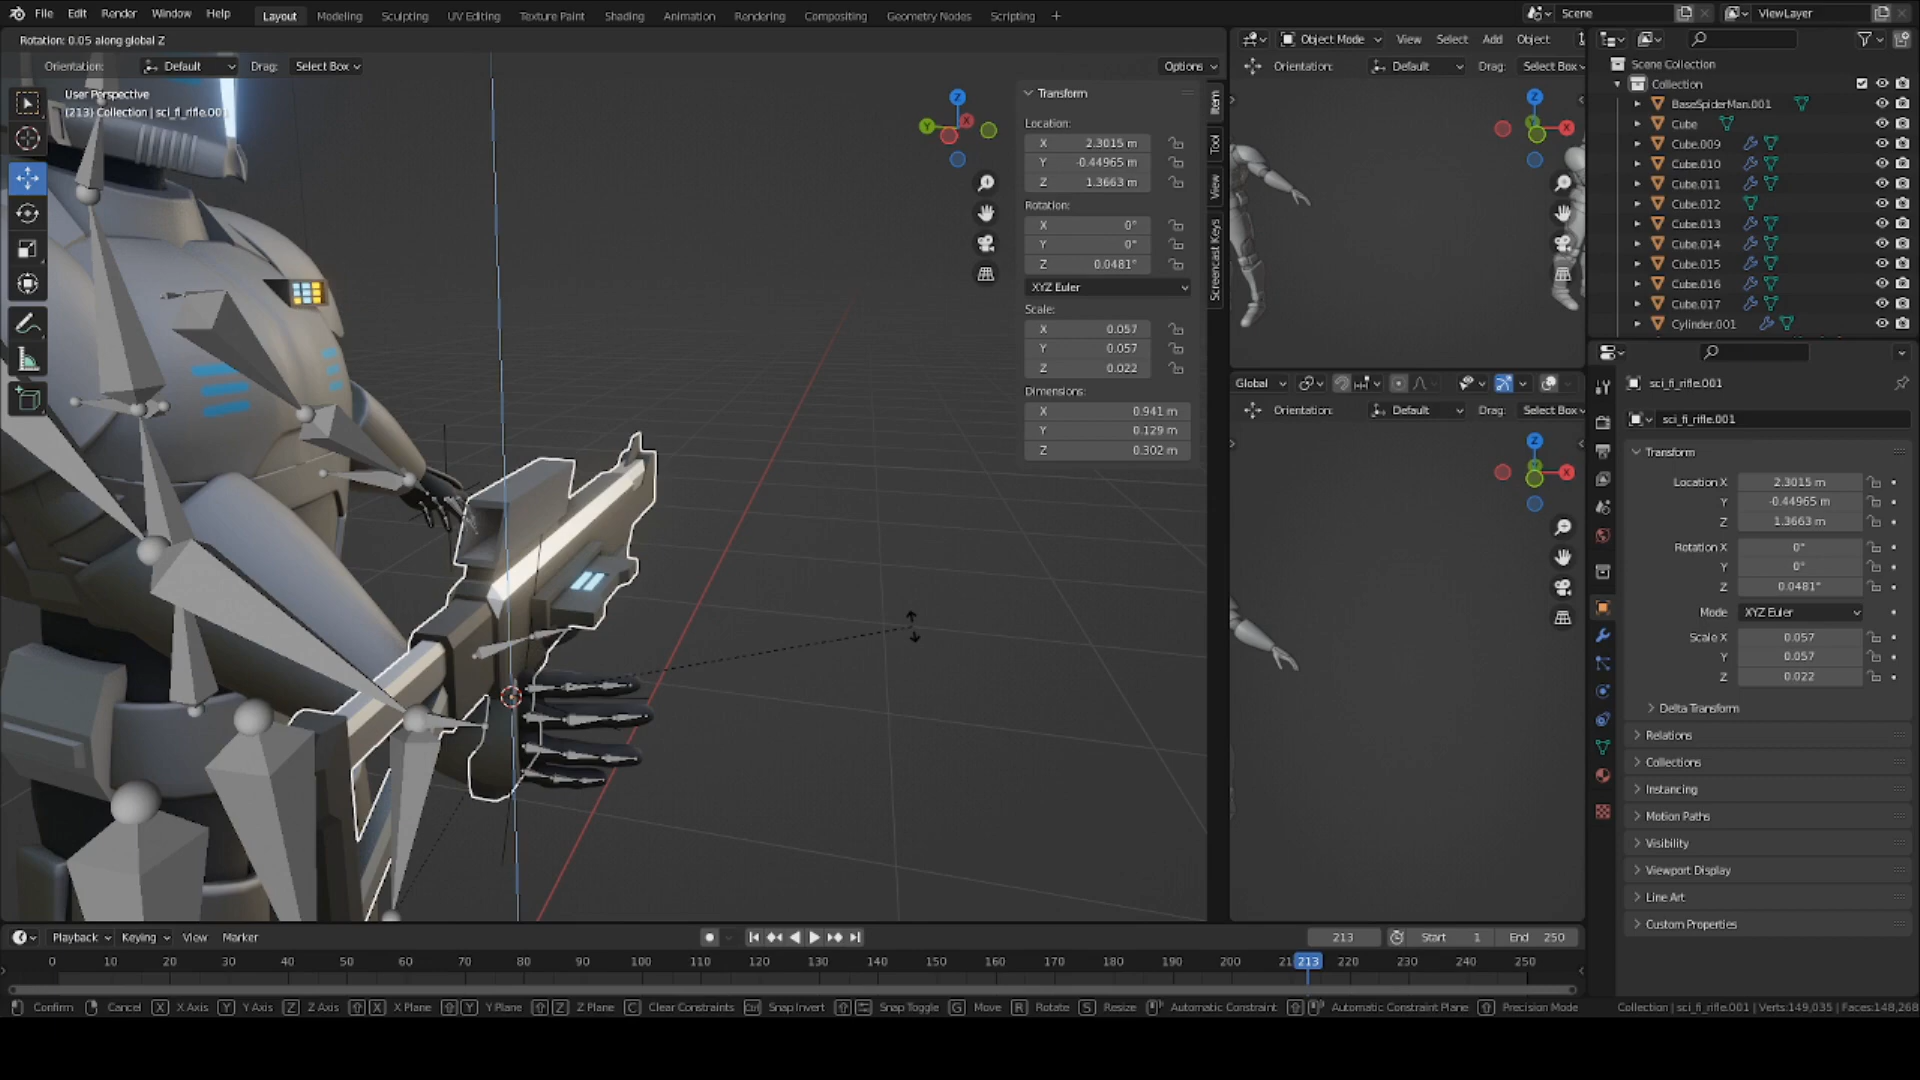 File Edit Render Window Help Layout Modeling Sculpting UV Editing Texture Paint Shading Animation Rendering Compositing Geometry Nodes Scripting + Scene ViewLayer
Rotation: 0.05 along global Z
Orientation: Default Drag: Select Box Options
User Perspective
(213) Collection | sci_fi_rifle.001
Z
Y
X
Transform
Location:
X 2.3015 m
Y -0.44965 m
Z 1.3663 m
Rotation:
X 0°
Y 0°
Z 0.0481°
XYZ Euler
Scale:
X 0.057
Y 0.057
Z 0.022
Dimensions:
X 0.941 m
Y 0.129 m
Z 0.302 m
Item
Tool
View
Screencast Keys
Object Mode View Select Add Object
Orientation: Default Drag: Select Box
Z
X
Global
Orientation: Default Drag: Select Box
Z
X
Scene Collection
Collection
BaseSpiderMan.001
Cube
Cube.009
Cube.010
Cube.011
Cube.012
Cube.013
Cube.014
Cube.015
Cube.016
Cube.017
Cylinder.001
sci_fi_rifle.001
sci_fi_rifle.001
Transform
Location X 2.3015 m
Y -0.44965 m
Z 1.3663 m
Rotation X 0°
Y 0°
Z 0.0481°
Mode XYZ Euler
Scale X 0.057
Y 0.057
Z 0.022
Delta Transform
Relations
Collections
Instancing
Motion Paths
Visibility
Viewport Display
Line Art
Custom Properties
Playback Keying View Marker 213 Start 1 End 250
0 10 20 30 40 50 60 70 80 90 100 110 120 130 140 150 160 170 180 190 200 21 213 220 230 240 250
Confirm Cancel X X Axis Y Y Axis Z Z Axis X X Plane Y Y Plane Z Z Plane C Clear Constraints Ctrl Snap Invert Snap Toggle G Move R Rotate S Resize Automatic Constraint Automatic Constraint Plane Precision Mode Collection | sci_fi_rifle.001 | Verts:149,035 | Faces:148,268